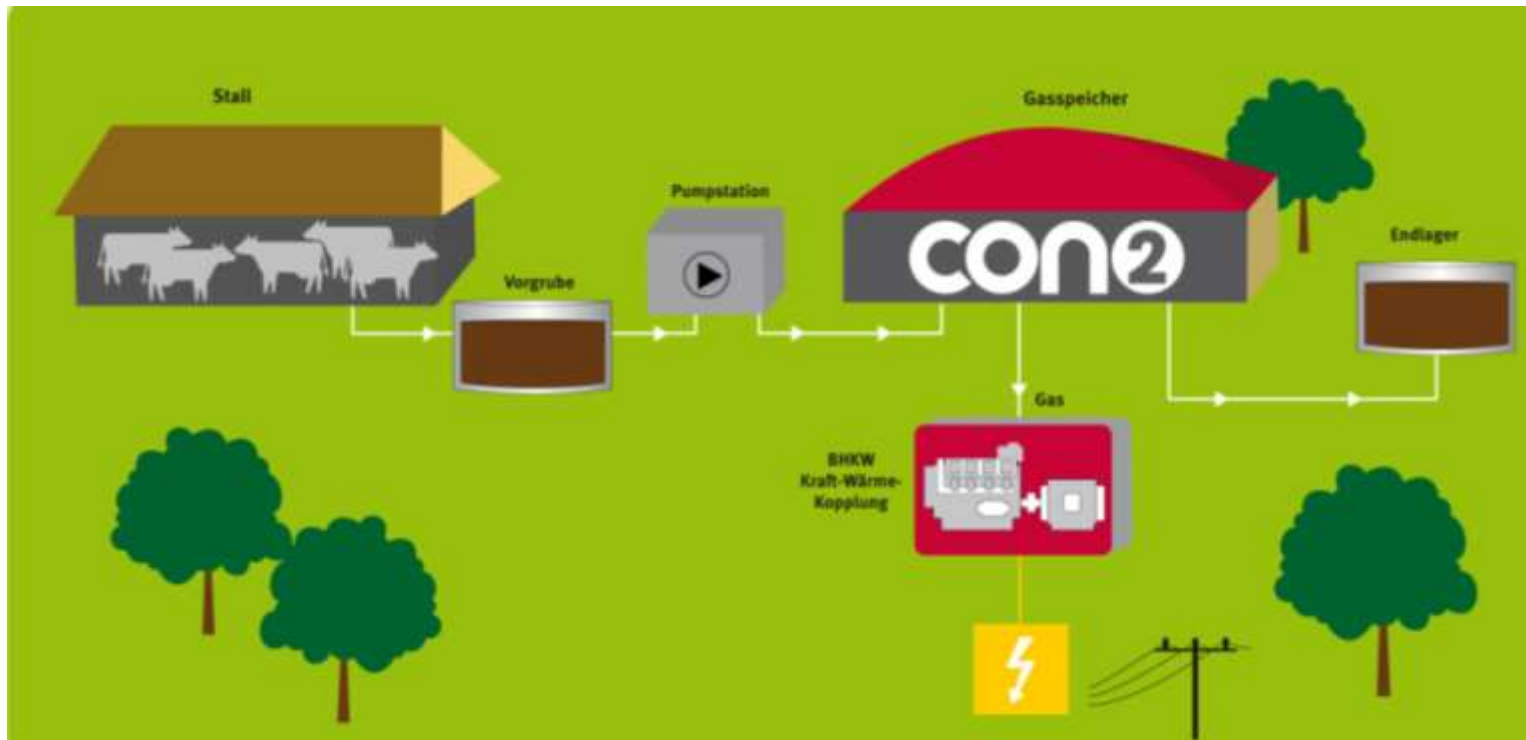 Stall
Gasspeicher
Pumpstation
Endlager
Vorgrube
con2
Gas
BHKW
Kraft-Wärme-
Kopplung